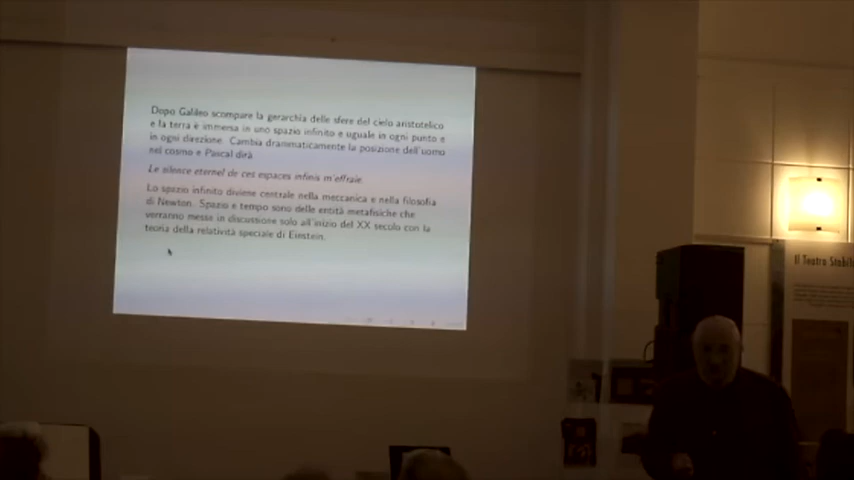 Dopo Galileo scompare la gerarchia delle sfere del cielo aristotelico
e la terra è immersa in uno spazio infinito e uguale in ogni punto e
in ogni direzione. Cambia drammaticamente la posizione dell'uomo
nel cosmo e Pascal dirà
Le silence eternel de ces espaces infinis m'effraie.
Lo spazio infinito diviene centrale nella meccanica e nella filosofia
di Newton. Spazio e tempo sono delle entità metafisiche che
verranno messe in discussione solo all'inizio del XX secolo con la
teoria della relatività speciale di Einstein.
Il Teatro Stabil